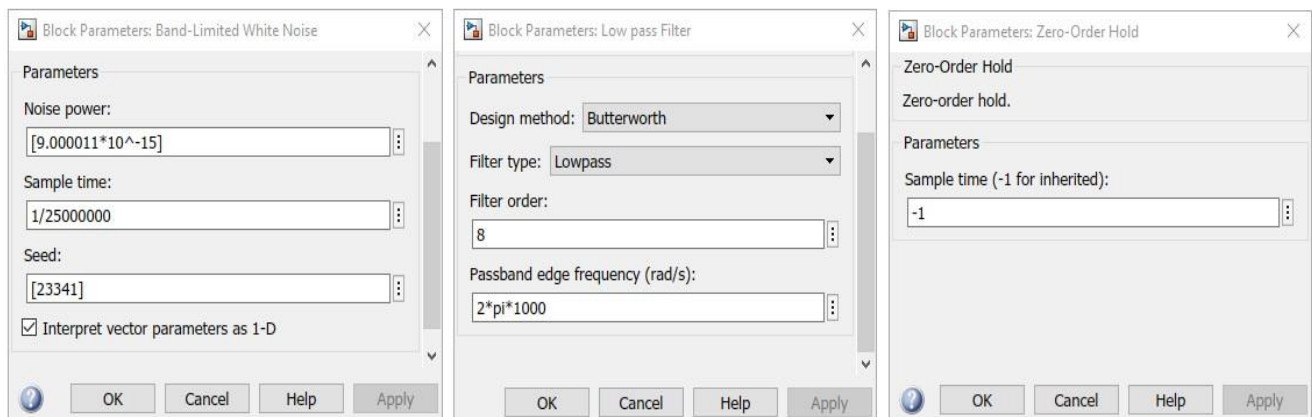 Block Parameters: Band-Limited White Noise
Parameters
Noise power:
[9.000011*10^-15]
Sample time:
1/25000000
Seed:
[23341]
Interpret vector parameters as 1-D
OK Cancel Help Apply
Block Parameters: Low pass Filter
Parameters
Design method: Butterworth
Filter type: Lowpass
Filter order:
8
Passband edge frequency (rad/s):
2*pi*1000
OK Cancel Help Apply
Block Parameters: Zero-Order Hold
Zero-Order Hold
Zero-order hold.
Parameters
Sample time (-1 for inherited):
-1
OK Cancel Help Apply